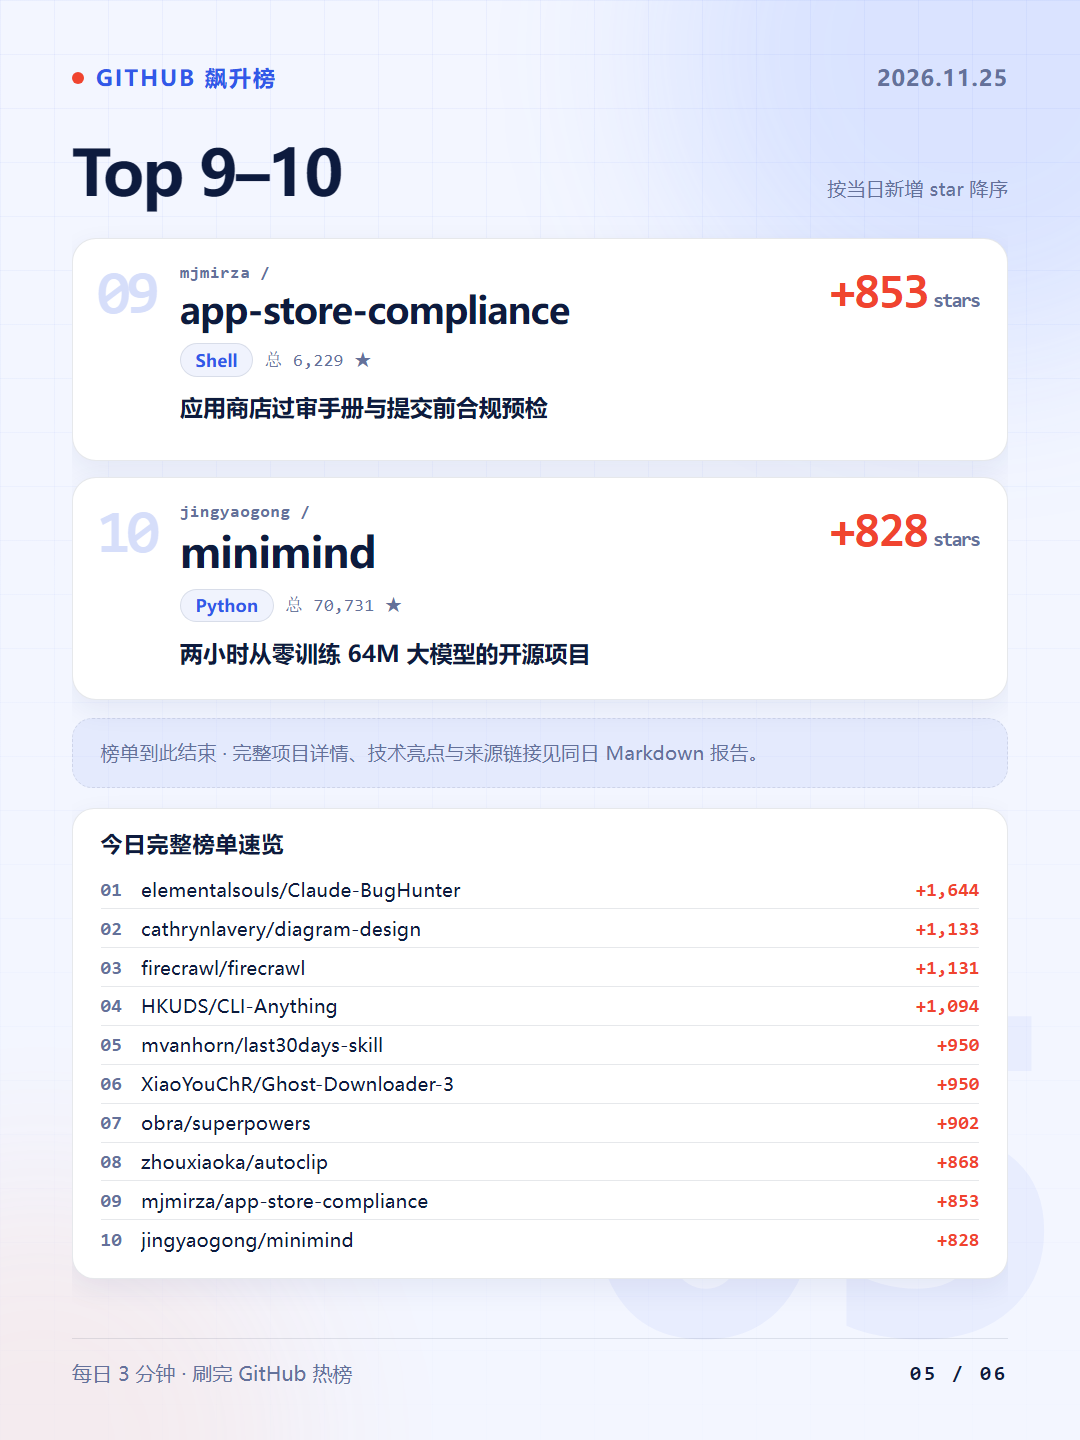 GITHUB 飙升榜
2026.11.25
Top 9–10
按当日新增 star 降序
09
mjmirza /
app-store-compliance
+853 stars
Shell 总 6,229 ★
应用商店过审手册与提交前合规预检
10
jingyaogong /
minimind
+828 stars
Python 总 70,731 ★
两小时从零训练 64M 大模型的开源项目
榜单到此结束 · 完整项目详情、技术亮点与来源链接见同日 Markdown 报告。
今日完整榜单速览
01 elementalsouls/Claude-BugHunter +1,644
02 cathrynlavery/diagram-design +1,133
03 firecrawl/firecrawl +1,131
04 HKUDS/CLI-Anything +1,094
05 mvanhorn/last30days-skill +950
06 XiaoYouChR/Ghost-Downloader-3 +950
07 obra/superpowers +902
08 zhouxiaoka/autoclip +868
09 mjmirza/app-store-compliance +853
10 jingyaogong/minimind +828
05
每日 3 分钟 · 刷完 GitHub 热榜
05 / 06